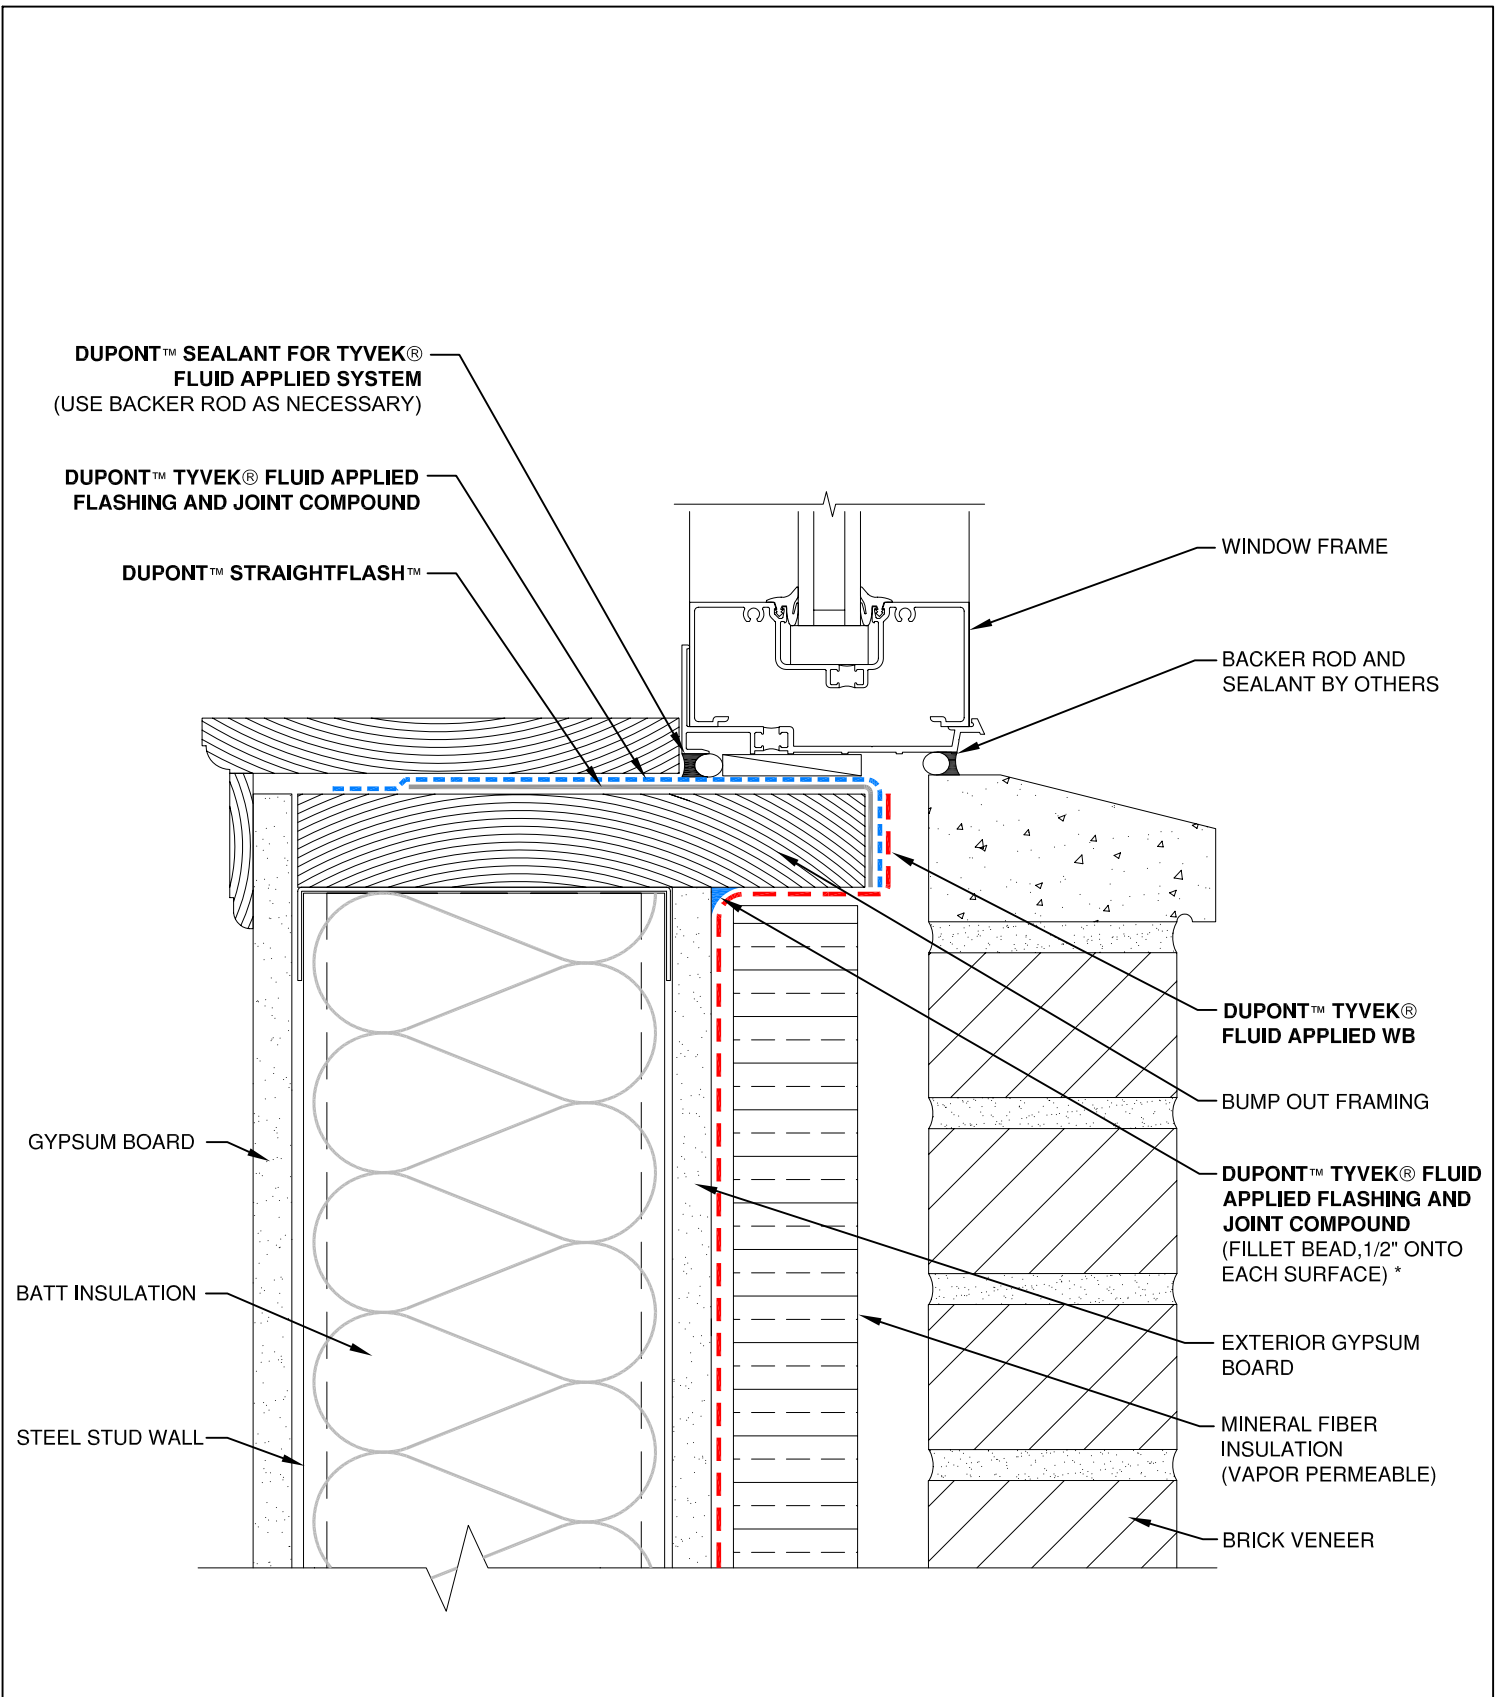 DUPONT™ SEALANT FOR TYVEK®
FLUID APPLIED SYSTEM
(USE BACKER ROD AS NECESSARY)
DUPONT™ TYVEK® FLUID APPLIED
FLASHING AND JOINT COMPOUND
DUPONT™ STRAIGHTFLASH™
GYPSUM BOARD
BATT INSULATION
STEEL STUD WALL
WINDOW FRAME
BACKER ROD AND
SEALANT BY OTHERS
DUPONT™ TYVEK®
FLUID APPLIED WB
BUMP OUT FRAMING
DUPONT™ TYVEK® FLUID
APPLIED FLASHING AND
JOINT COMPOUND
(FILLET BEAD,1/2" ONTO
EACH SURFACE) *
EXTERIOR GYPSUM
BOARD
MINERAL FIBER
INSULATION
(VAPOR PERMEABLE)
BRICK VENEER